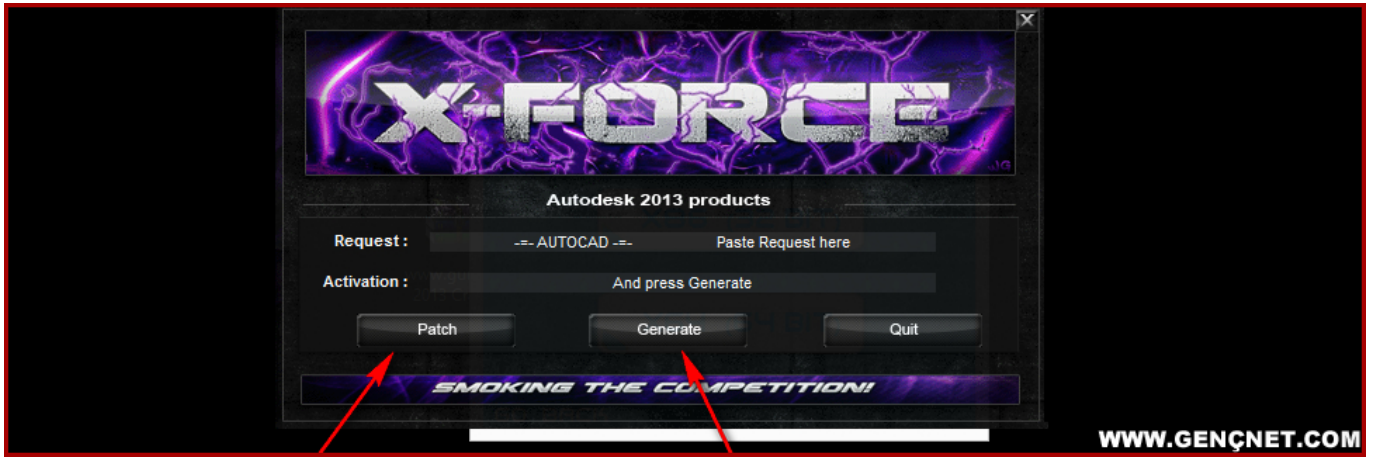 X
X-FORCE
JG
Autodesk 2013 products
Request : -=- AUTOCAD -=- Paste Request here
Activation : And press Generate
Patch Generate Quit
SMOKING THE COMPETITION!
WWW.GENÇNET.COM